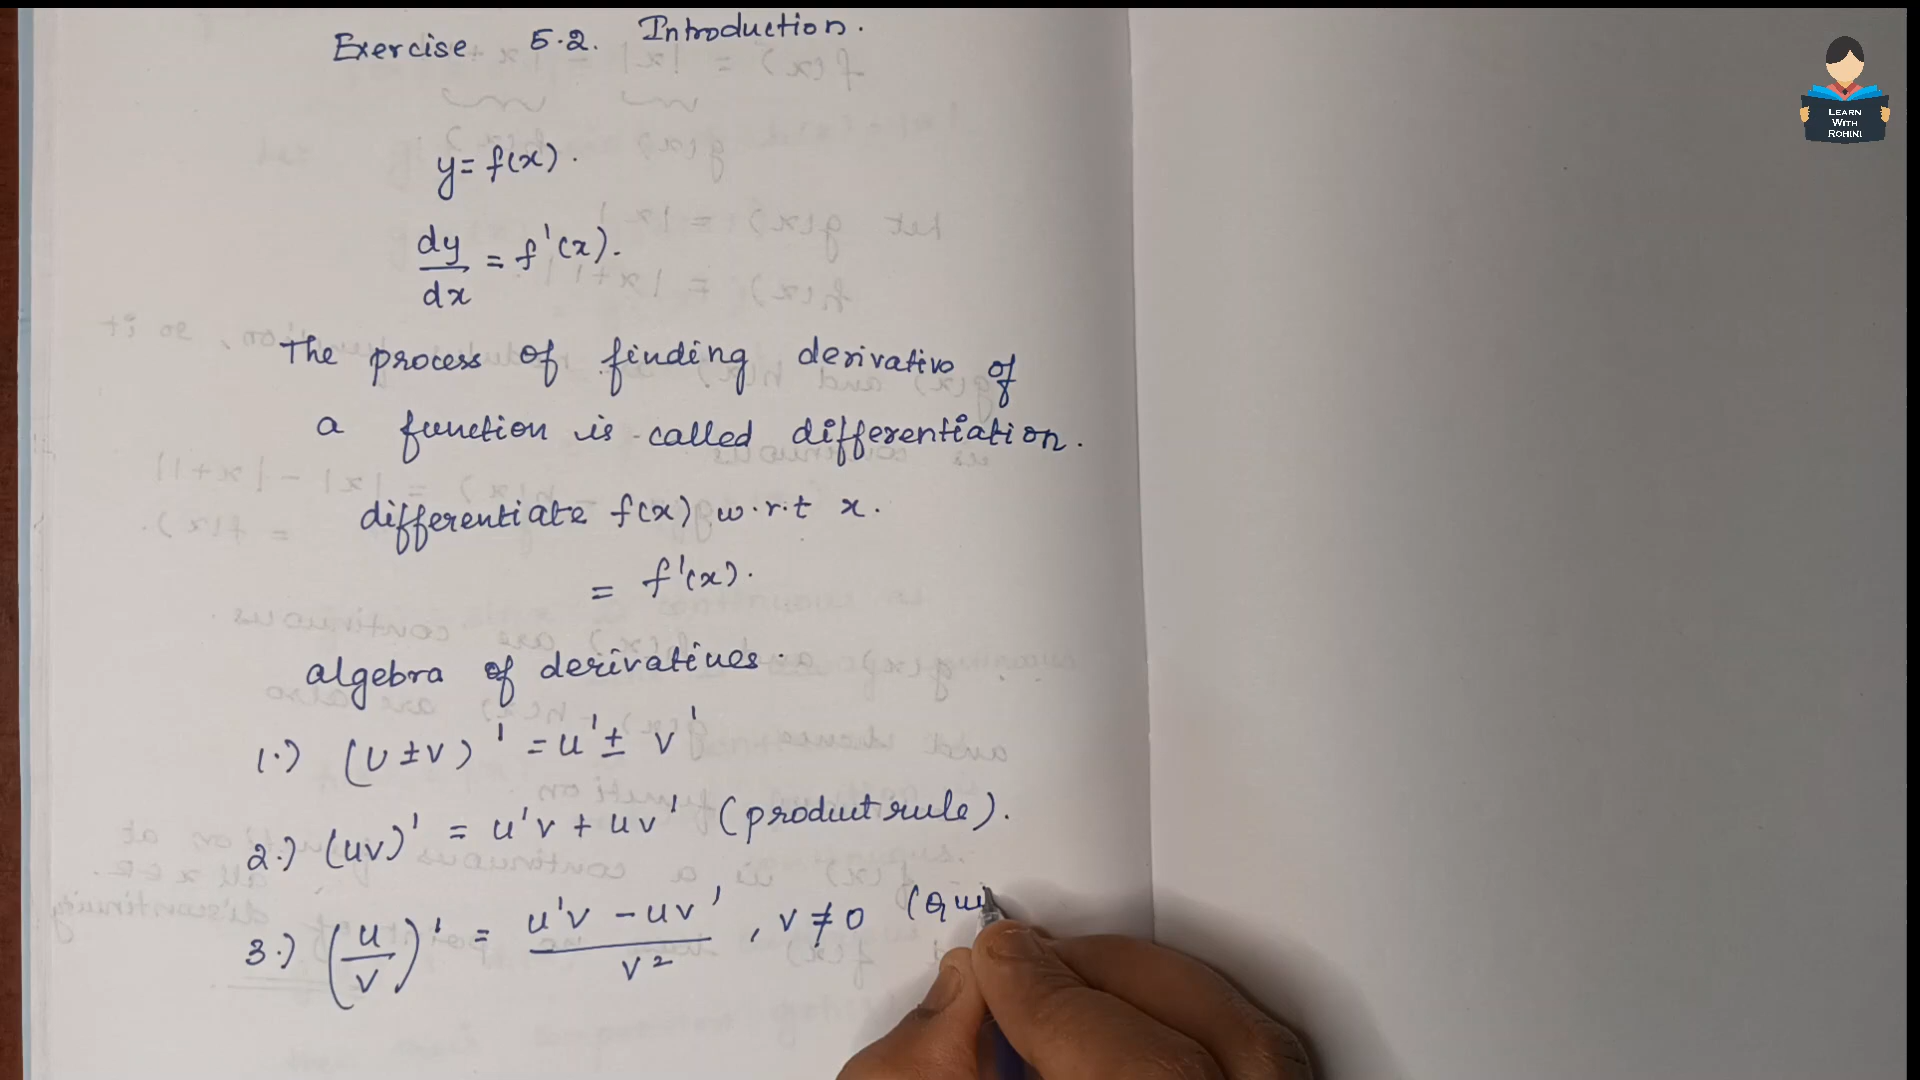 Exercise 5.2. Introduction.
y = f(x).
dy/dx = f'(x).
The process of finding derivative of
a function is called differentiation.
differentiate f(x) w.r.t x.
= f'(x).
algebra of derivatives.
1.) (u ± v)' = u' ± v'
2.) (uv)' = u'v + uv' (product rule).
3.) (u/v)' = (u'v - uv')/v², v ≠ 0 (Qu
LEARN
WITH
ROHINI